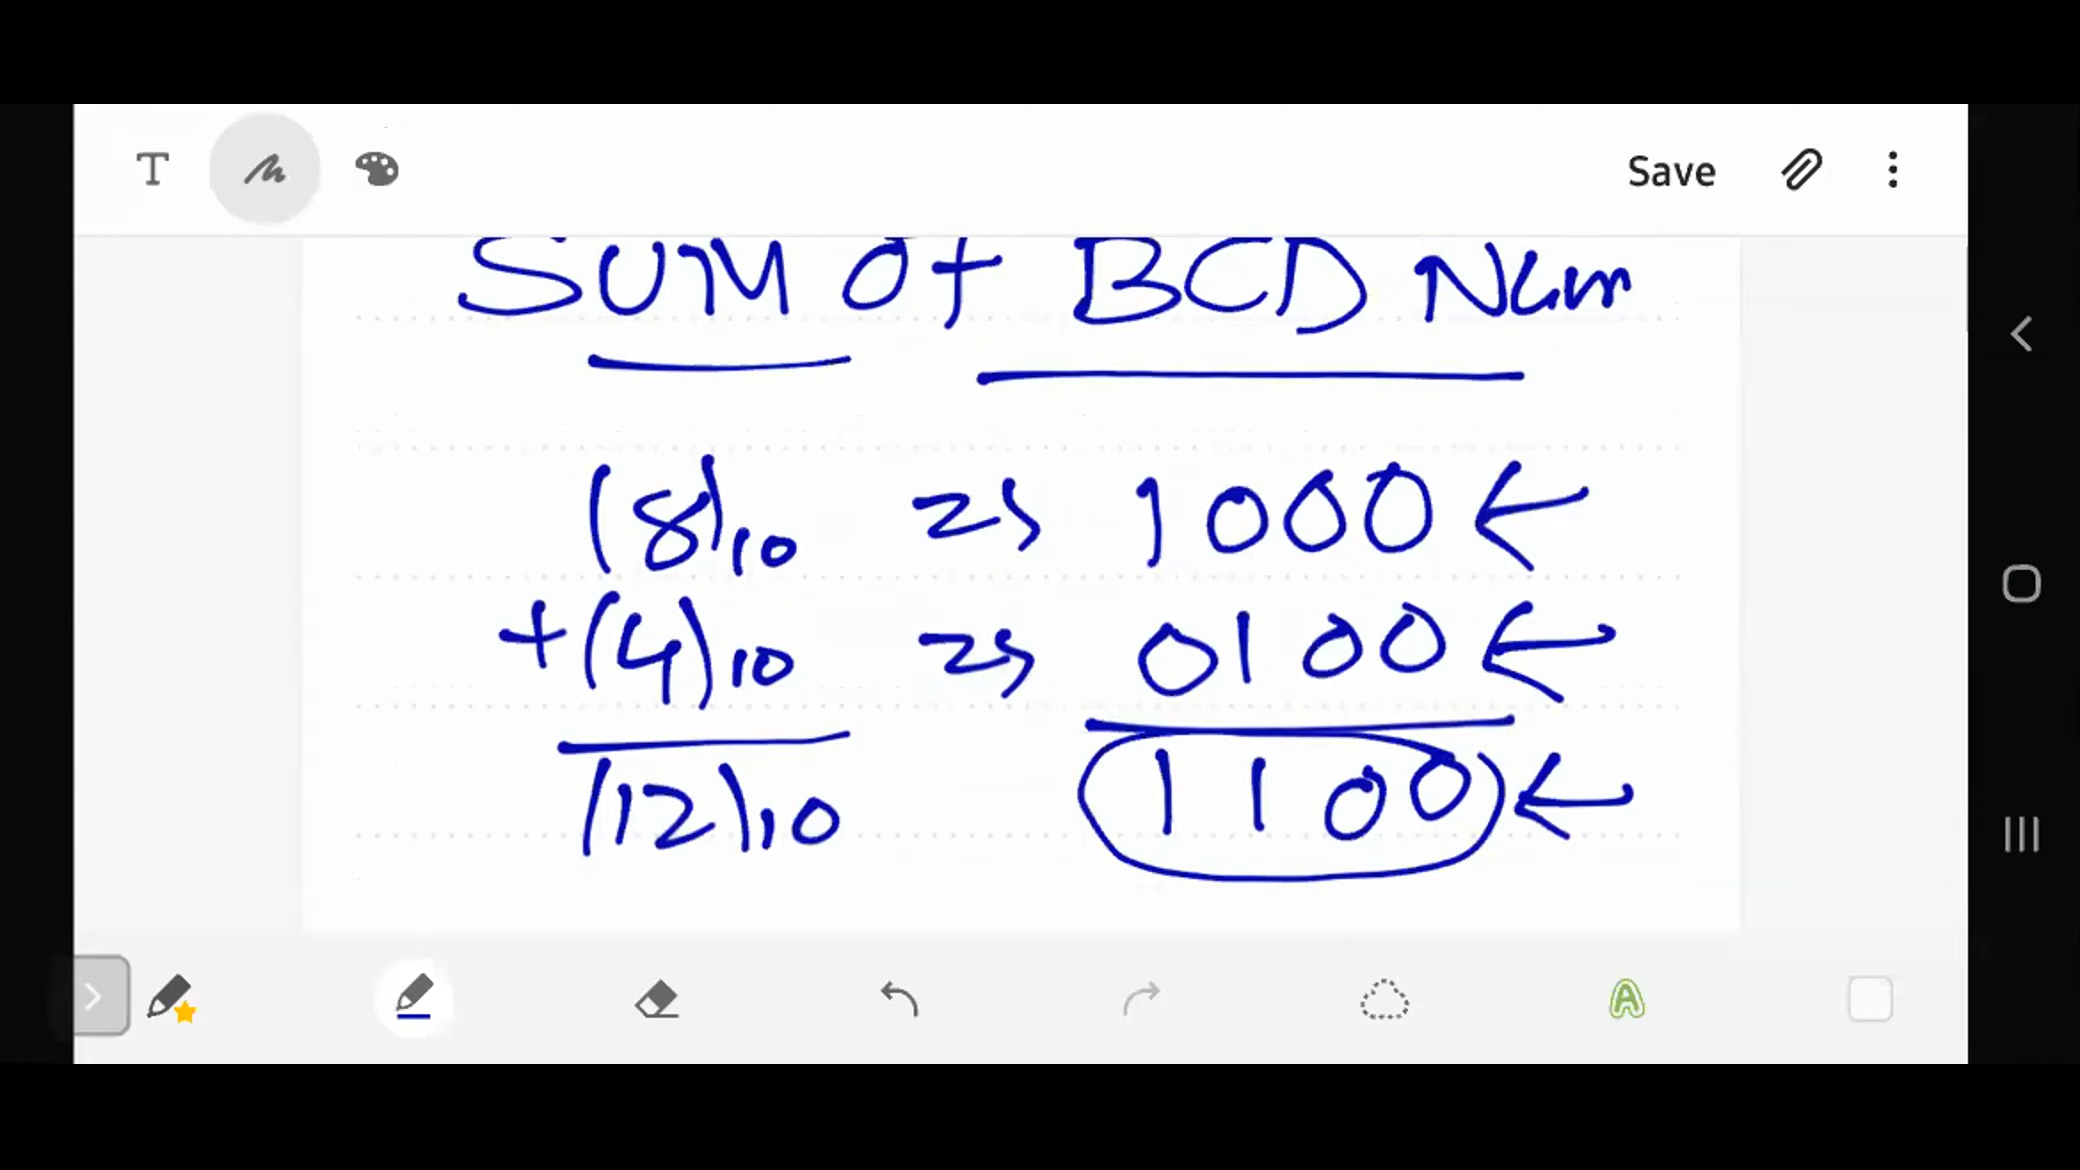 T Save
SUM Of BCD Num
(8)10 => 1000 ←
+(4)10 => 0100 ←
(12)10 1100 ←
A